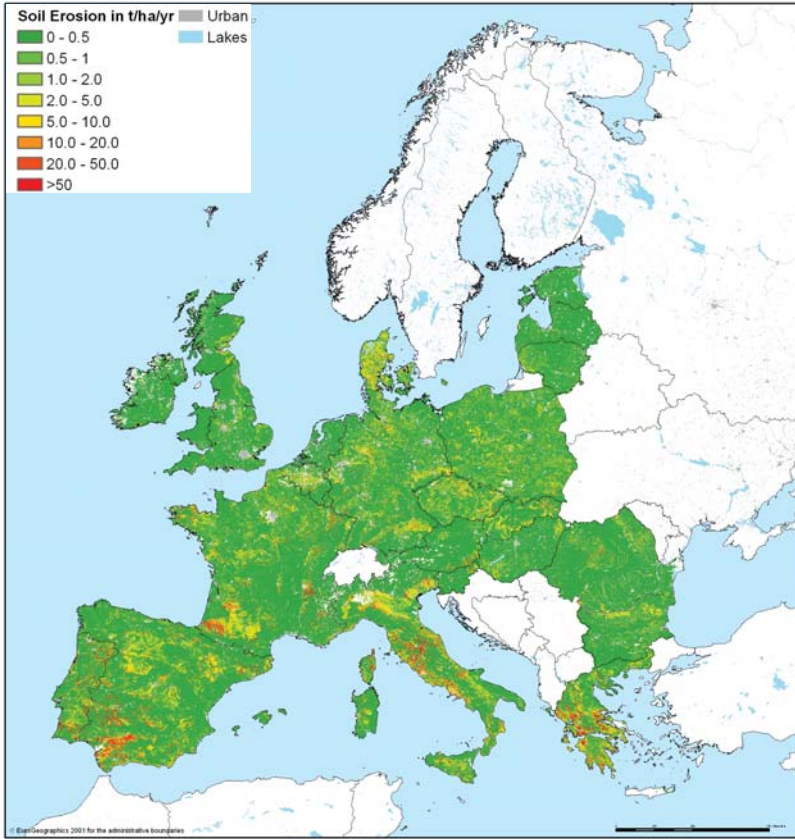 Soil Erosion in t/ha/yr
0 - 0.5
0.5 - 1
1.0 - 2.0
2.0 - 5.0
5.0 - 10.0
10.0 - 20.0
20.0 - 50.0
>50
Urban
Lakes
© EuroGeographics 2001 for the administrative boundaries